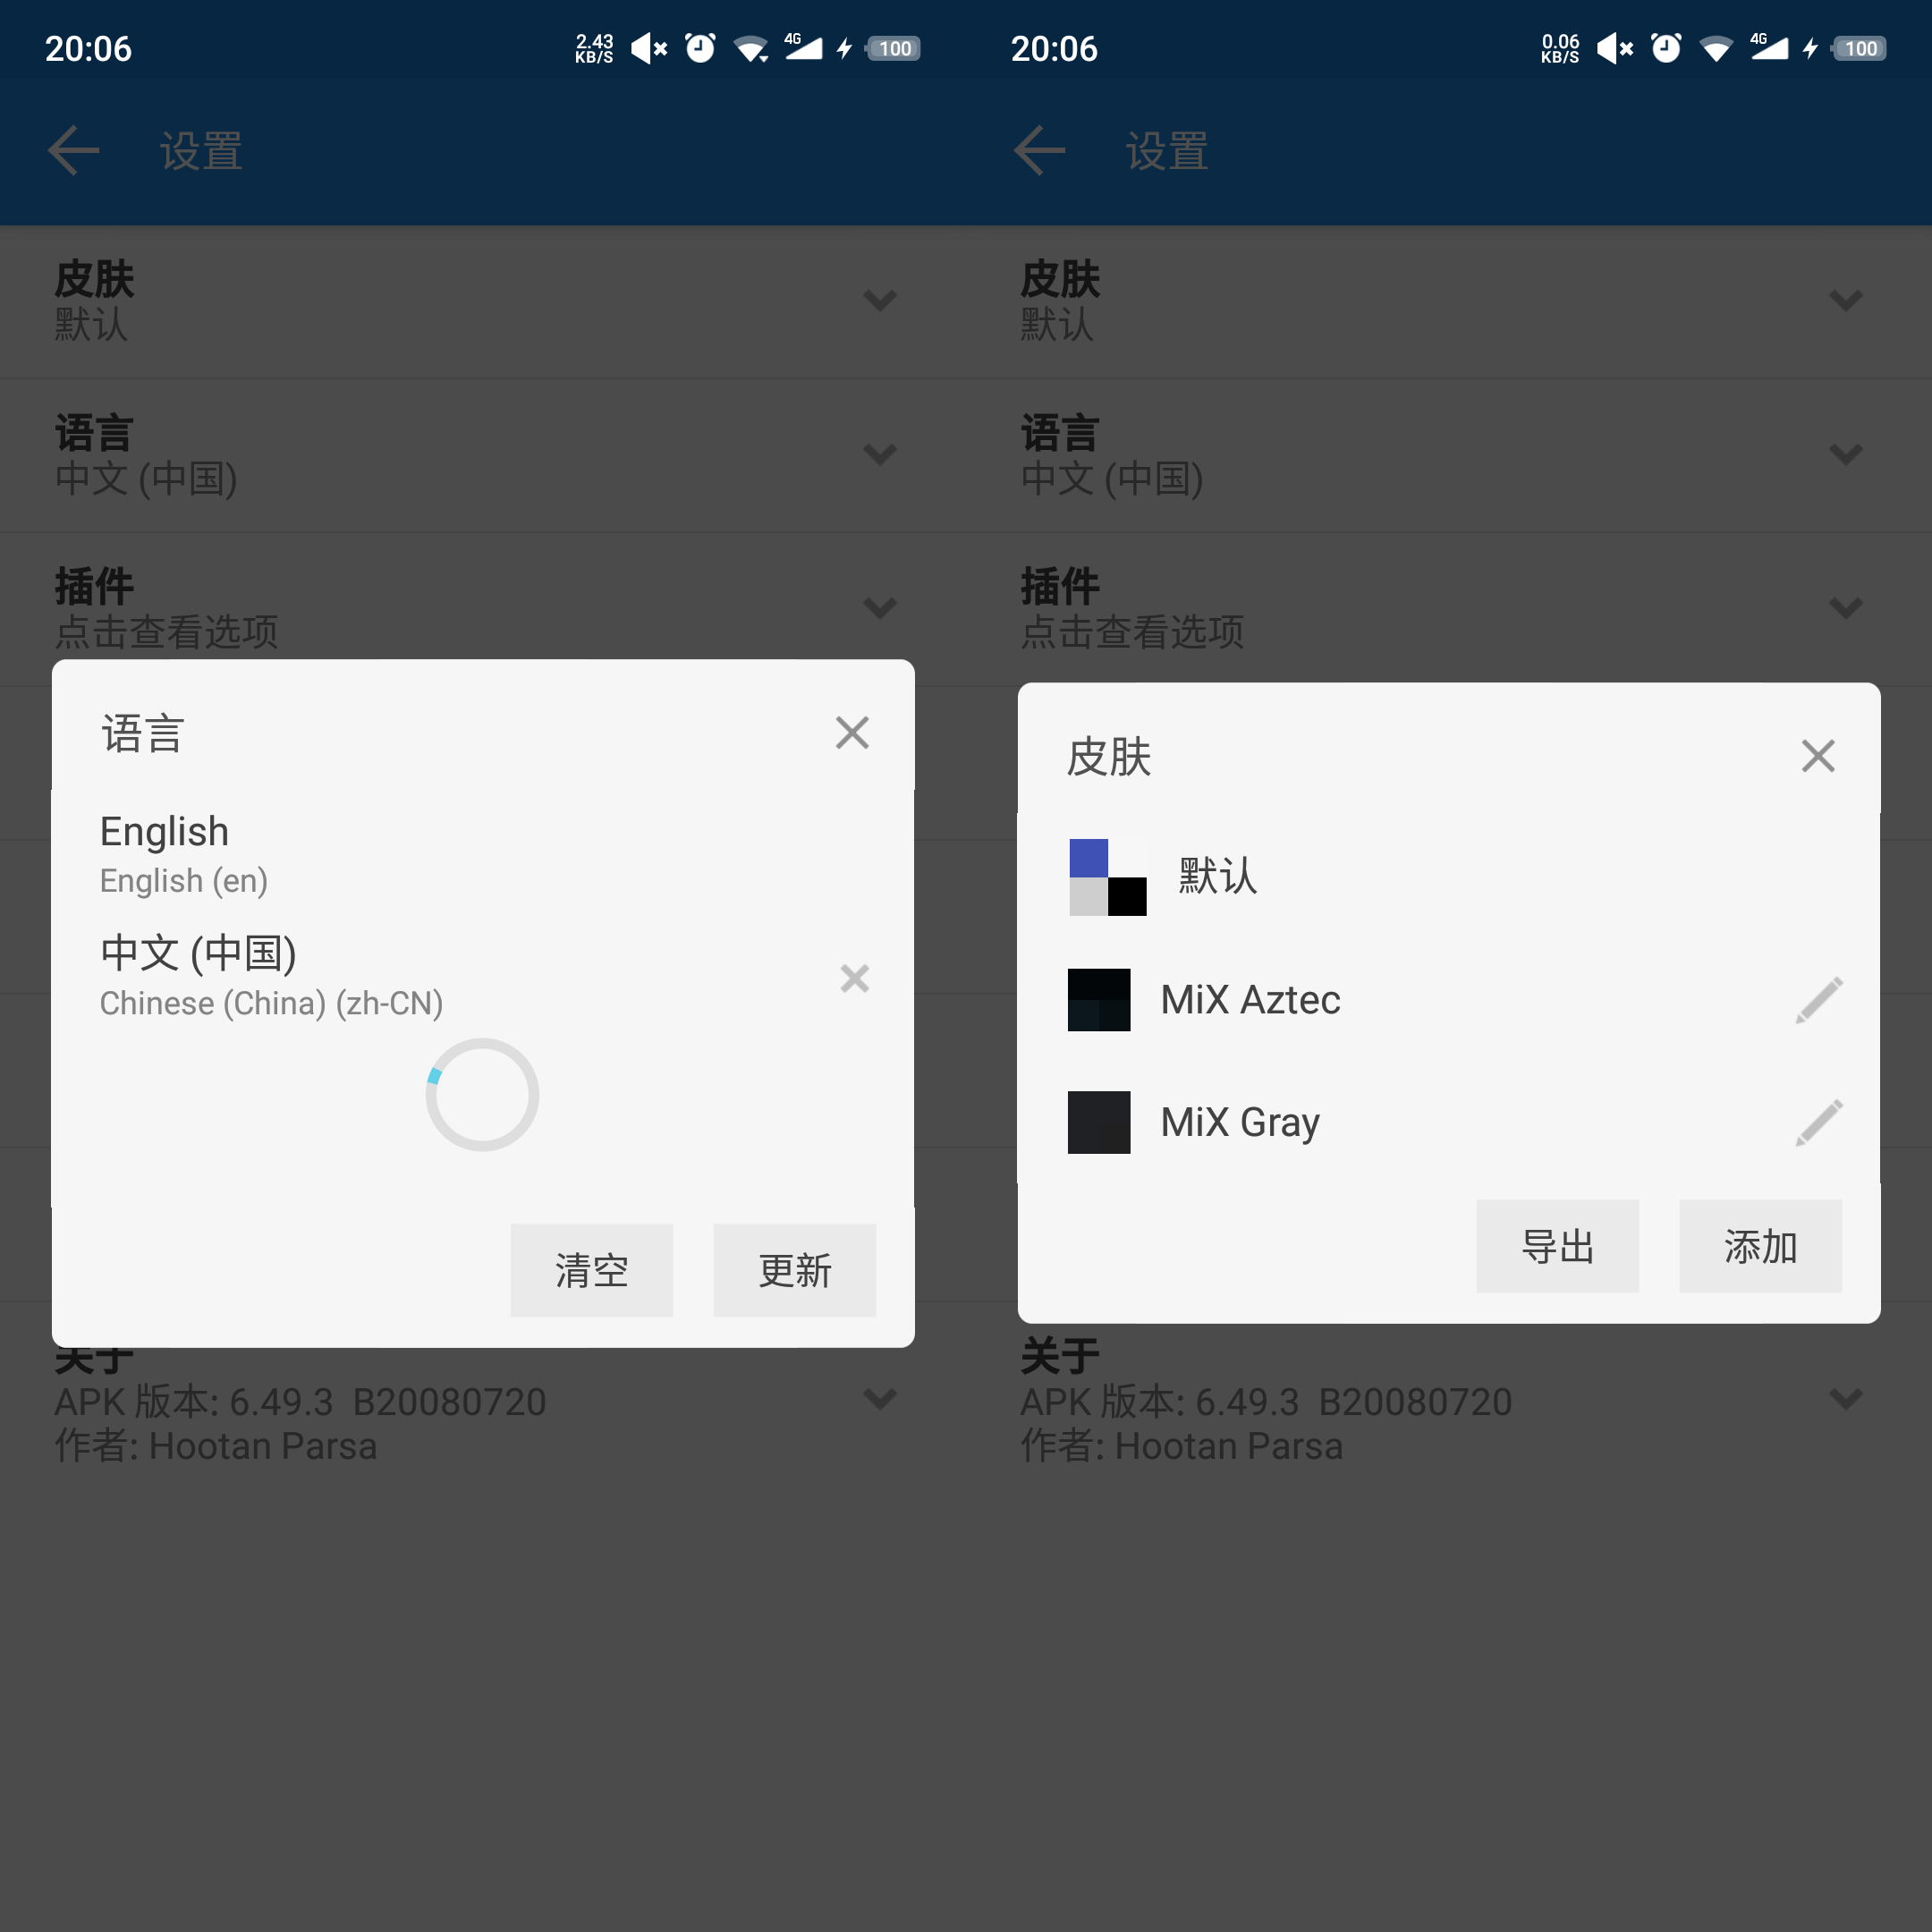 20:06
2.43
KB/S
4G
100
设置
皮肤
默认
语言
中文 (中国)
插件
点击查看选项
语言
English
English (en)
中文 (中国)
Chinese (China) (zh-CN)
清空
更新
关于
APK 版本: 6.49.3  B20080720
作者: Hootan Parsa
20:06
0.06
KB/S
4G
100
设置
皮肤
默认
语言
中文 (中国)
插件
点击查看选项
皮肤
默认
MiX Aztec
MiX Gray
导出
添加
关于
APK 版本: 6.49.3  B20080720
作者: Hootan Parsa